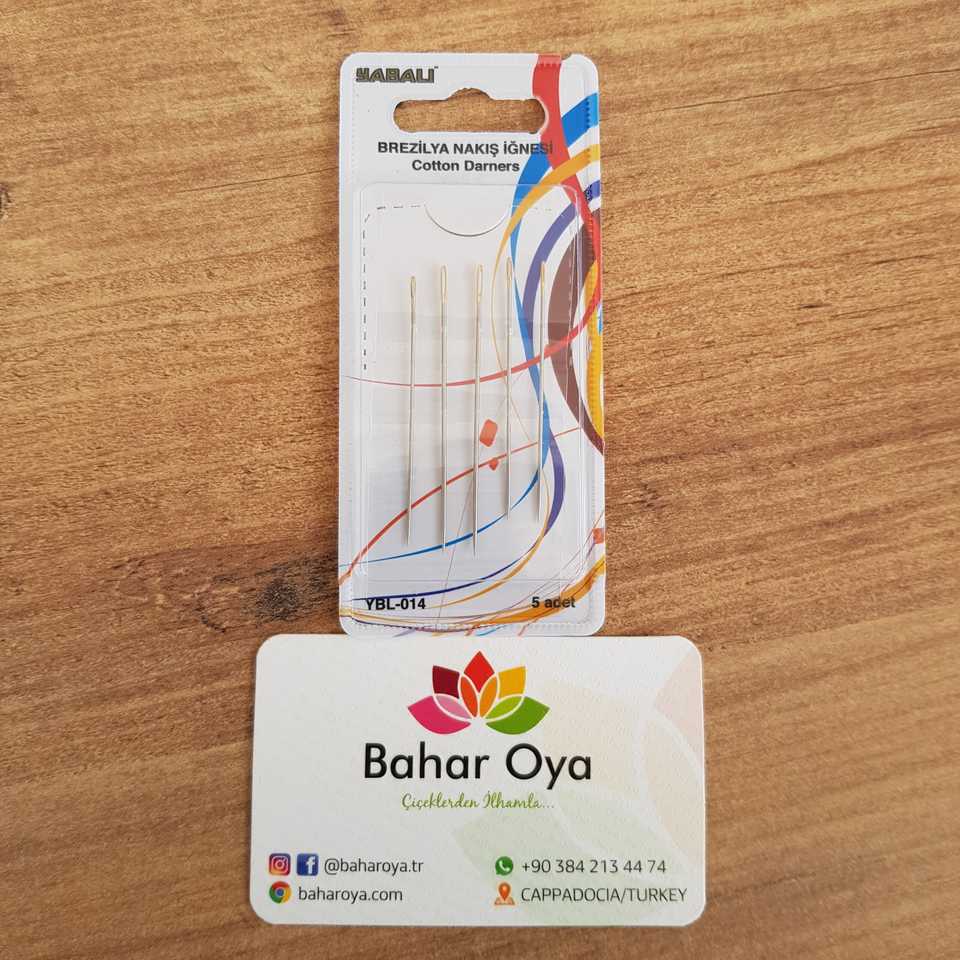 YABALI
BREZİLYA NAKIŞ İĞNESİ
Cotton Darners
YBL-014
5 adet
Bahar Oya
Çiçeklerden İlhamla...
@baharoya.tr
+90 384 213 44 74
baharoya.com
CAPPADOCIA/TURKEY